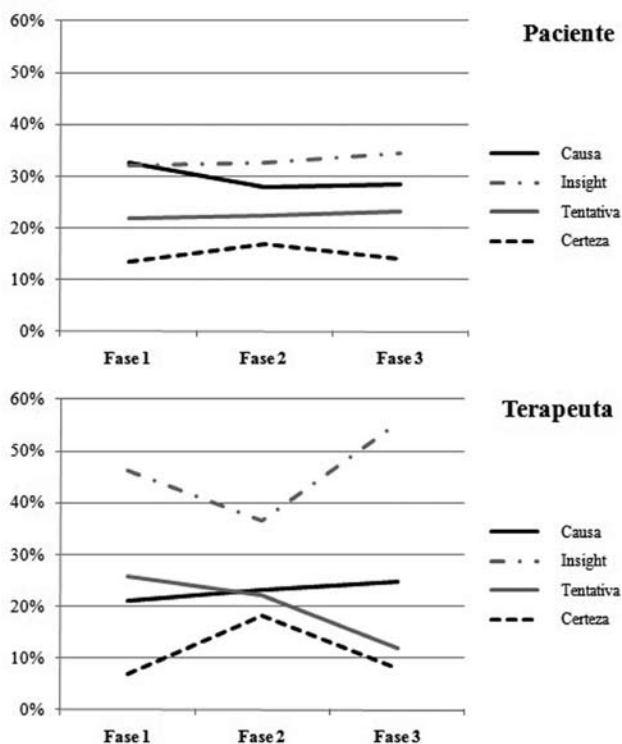 Paciente
60%
50%
40%
30%
20%
10%
0%
Fase 1
Fase 2
Fase 3
Causa
Insight
Tentativa
Certeza
Terapeuta
60%
50%
40%
30%
20%
10%
0%
Fase 1
Fase 2
Fase 3
Causa
Insight
Tentativa
Certeza